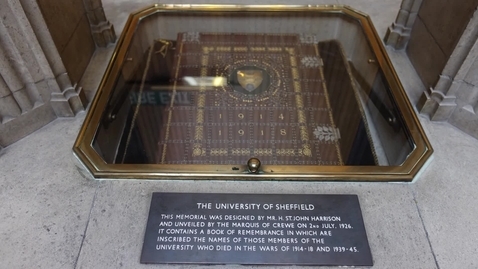 FIRE EXIT
1914
1918
THE UNIVERSITY OF SHEFFIELD
THIS MEMORIAL WAS DESIGNED BY MR. H. ST. JOHN HARRISON
AND UNVEILED BY THE MARQUIS OF CREWE ON 2ND JULY, 1926.
IT CONTAINS A BOOK OF REMEMBRANCE IN WHICH ARE
INSCRIBED THE NAMES OF THOSE MEMBERS OF THE
UNIVERSITY WHO DIED IN THE WARS OF 1914-18 AND 1939-45.